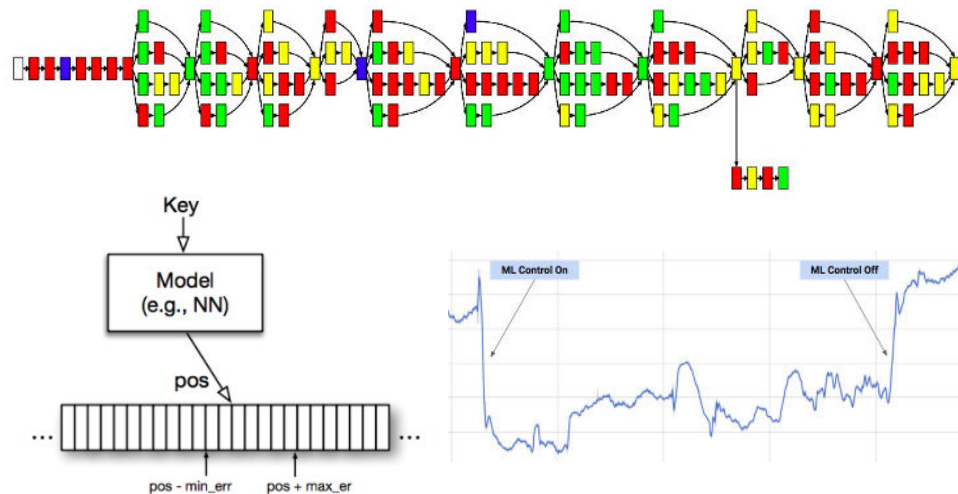 Key
Model
(e.g., NN)
pos
...
...
pos - min_err
pos + max_er
ML Control On
ML Control Off